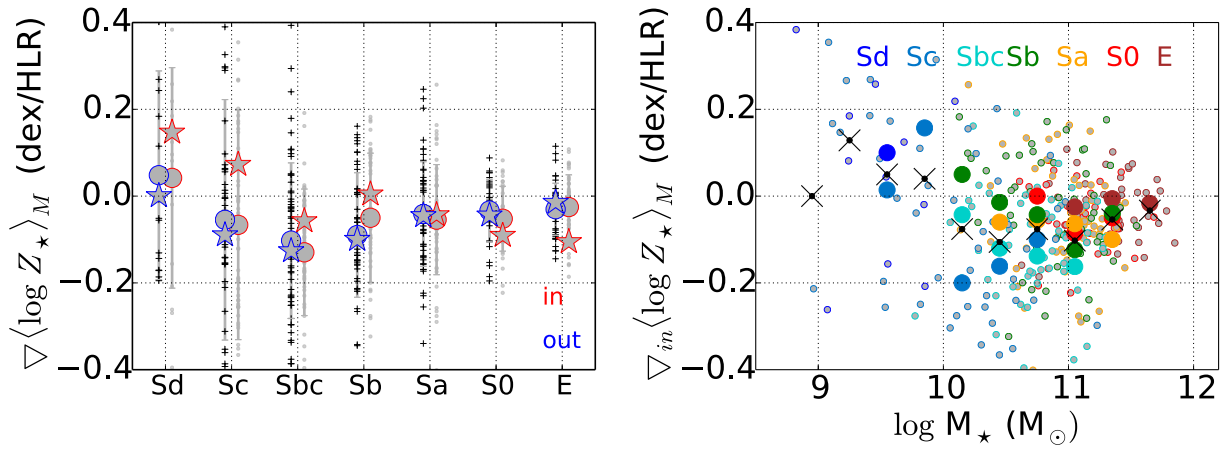 ▽⟨log Z⋆⟩M (dex/HLR)
0.4
0.2
0.0
−0.2
−0.4
in
out
Sd Sc Sbc Sb Sa S0 E
▽in⟨log Z⋆⟩M (dex/HLR)
Sd Sc Sbc Sb Sa S0 E
0.4
0.2
0.0
−0.2
−0.4
9 10 11 12
log M⋆ (M⊙)